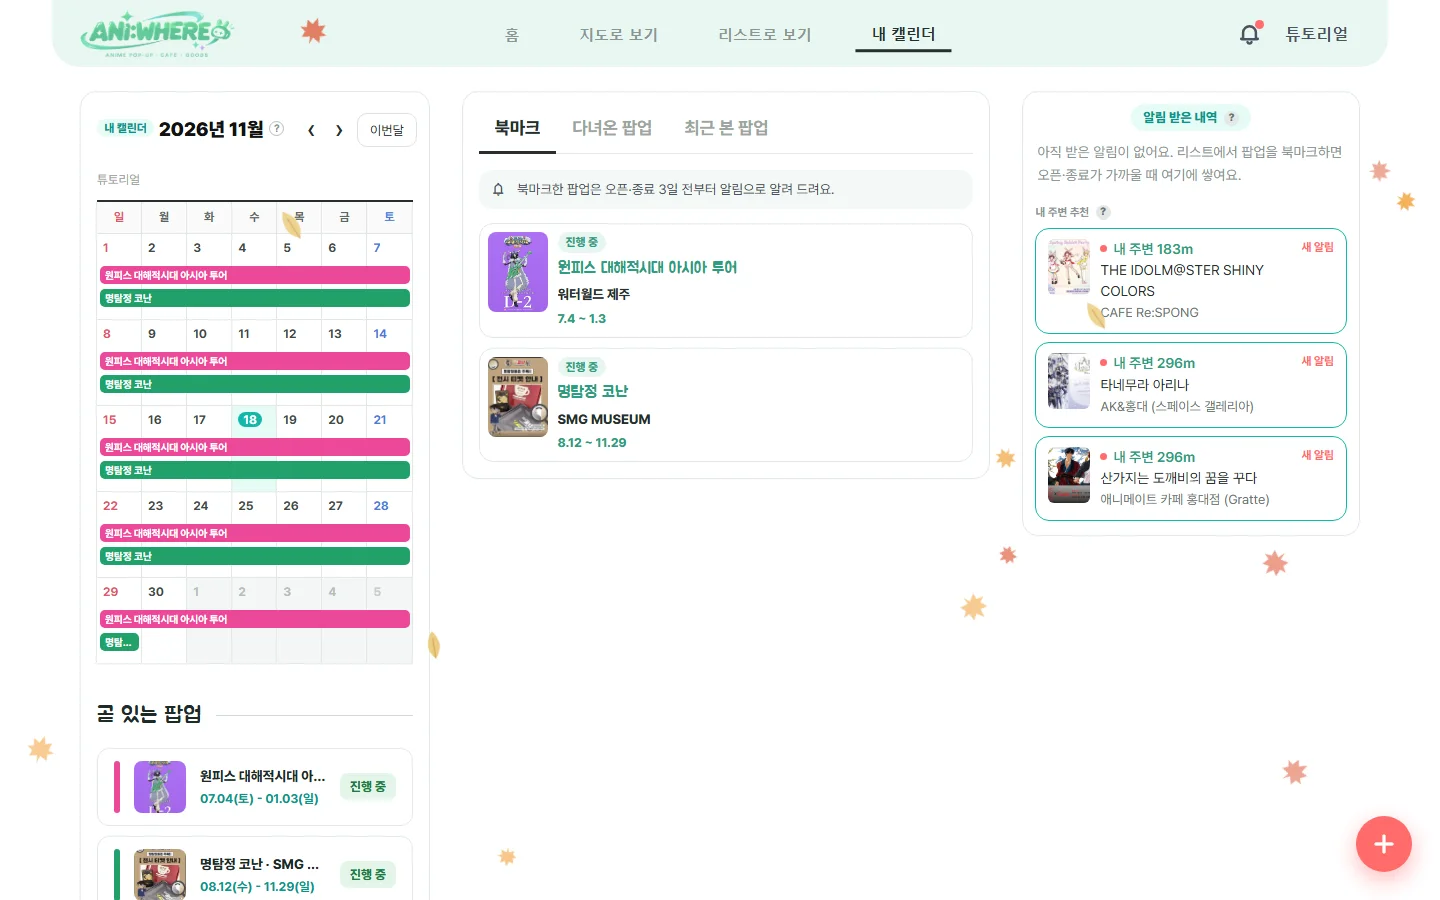 ANI:WHERE
ANIME POP-UP · CAFE · GOODS
홈
지도로 보기
리스트로 보기
내 캘린더
튜토리얼
내 캘린더 2026년 11월 ? ‹ › 이번달
튜토리얼
일 월 화 수 목 금 토
1 2 3 4 5 6 7
원피스 대해적시대 아시아 투어
명탐정 코난
8 9 10 11 12 13 14
원피스 대해적시대 아시아 투어
명탐정 코난
15 16 17 18 19 20 21
원피스 대해적시대 아시아 투어
명탐정 코난
22 23 24 25 26 27 28
원피스 대해적시대 아시아 투어
명탐정 코난
29 30 1 2 3 4 5
원피스 대해적시대 아시아 투어
명탐...
곧 있는 팝업
원피스 대해적시대 아...
07.04(토) - 01.03(일)
진행 중
명탐정 코난 · SMG ...
08.12(수) - 11.29(일)
진행 중
북마크 다녀온 팝업 최근 본 팝업
북마크한 팝업은 오픈·종료 3일 전부터 알림으로 알려 드려요.
D-2
진행 중
원피스 대해적시대 아시아 투어
워터월드 제주
7.4 ~ 1.3
진행 중
명탐정 코난
SMG MUSEUM
8.12 ~ 11.29
알림 받은 내역 ?
아직 받은 알림이 없어요. 리스트에서 팝업을 북마크하면
오픈·종료가 가까울 때 여기에 쌓여요.
내 주변 추천 ?
내 주변 183m
새 알림
THE IDOLM@STER SHINY
COLORS
CAFE Re:SPONG
내 주변 296m
새 알림
타네무라 아리나
AK&홍대 (스페이스 갤레리아)
내 주변 296m
새 알림
산가지는 도깨비의 꿈을 꾸다
애니메이트 카페 홍대점 (Gratte)
+